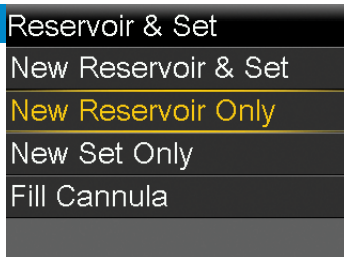 Reservoir & Set
New Reservoir & Set
New Reservoir Only
New Set Only
Fill Cannula